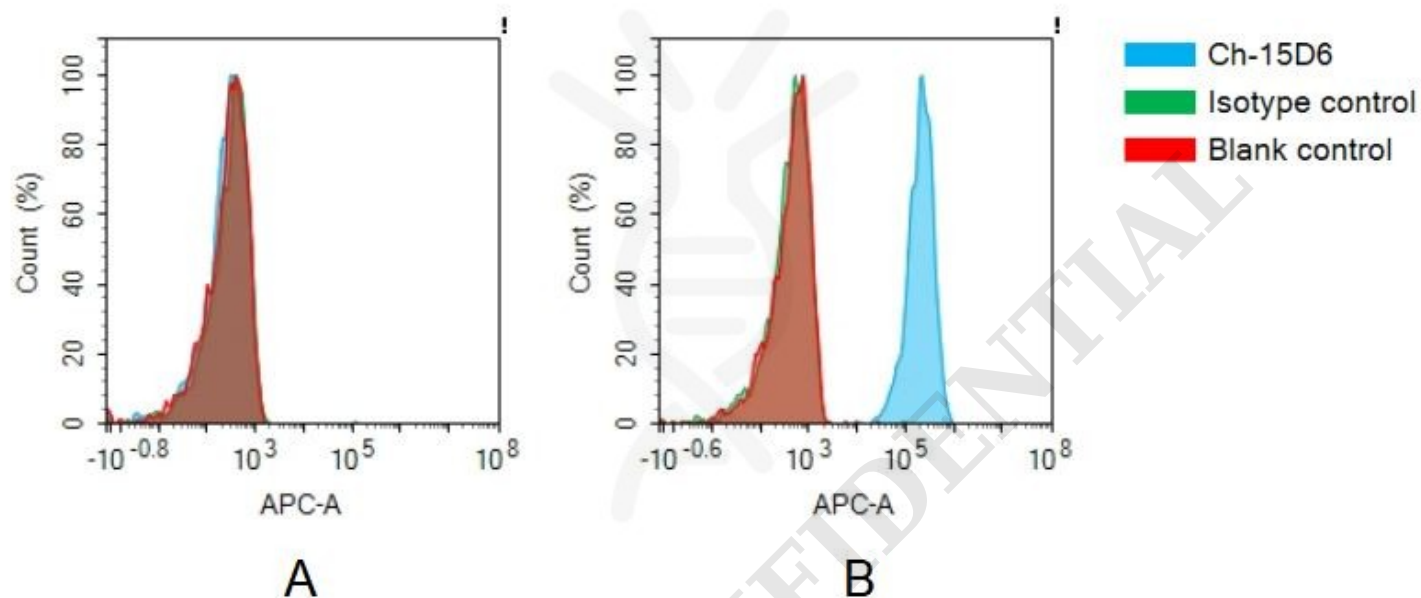 !
!
Ch-15D6
Isotype control
Blank control
Count (%)
0 20 40 60 80 100
-10^-0.8 10^3 10^5 10^8
APC-A
A
Count (%)
0 20 40 60 80 100
-10^-0.6 10^3 10^5 10^8
APC-A
B
FIDENTIAL